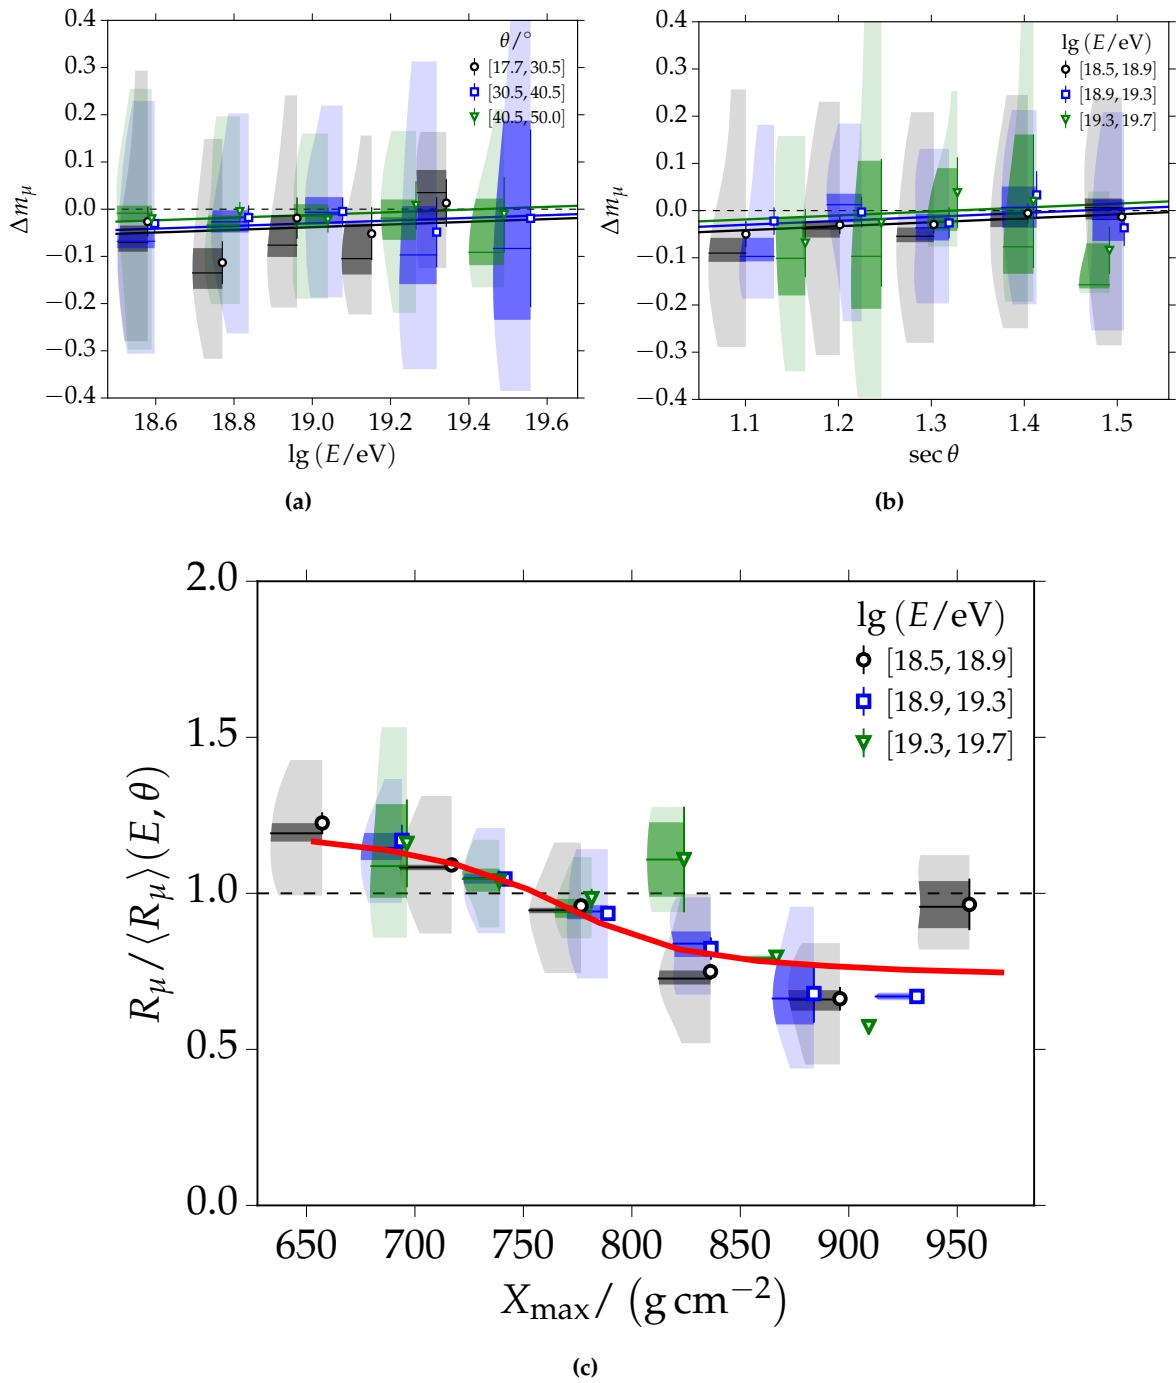 0.4
0.3
0.2
0.1
0.0
−0.1
−0.2
−0.3
−0.4
Δm_μ
θ/°
[17.7, 30.5]
[30.5, 40.5]
[40.5, 50.0]
18.6 18.8 19.0 19.2 19.4 19.6
lg (E/eV)
(a)
0.4
0.3
0.2
0.1
0.0
−0.1
−0.2
−0.3
−0.4
Δm_μ
lg (E/eV)
[18.5, 18.9]
[18.9, 19.3]
[19.3, 19.7]
1.1 1.2 1.3 1.4 1.5
sec θ
(b)
2.0
1.5
1.0
0.5
0.0
R_μ/⟨R_μ⟩(E, θ)
lg (E/eV)
[18.5, 18.9]
[18.9, 19.3]
[19.3, 19.7]
650 700 750 800 850 900 950
X_max/ (g cm⁻²)
(c)